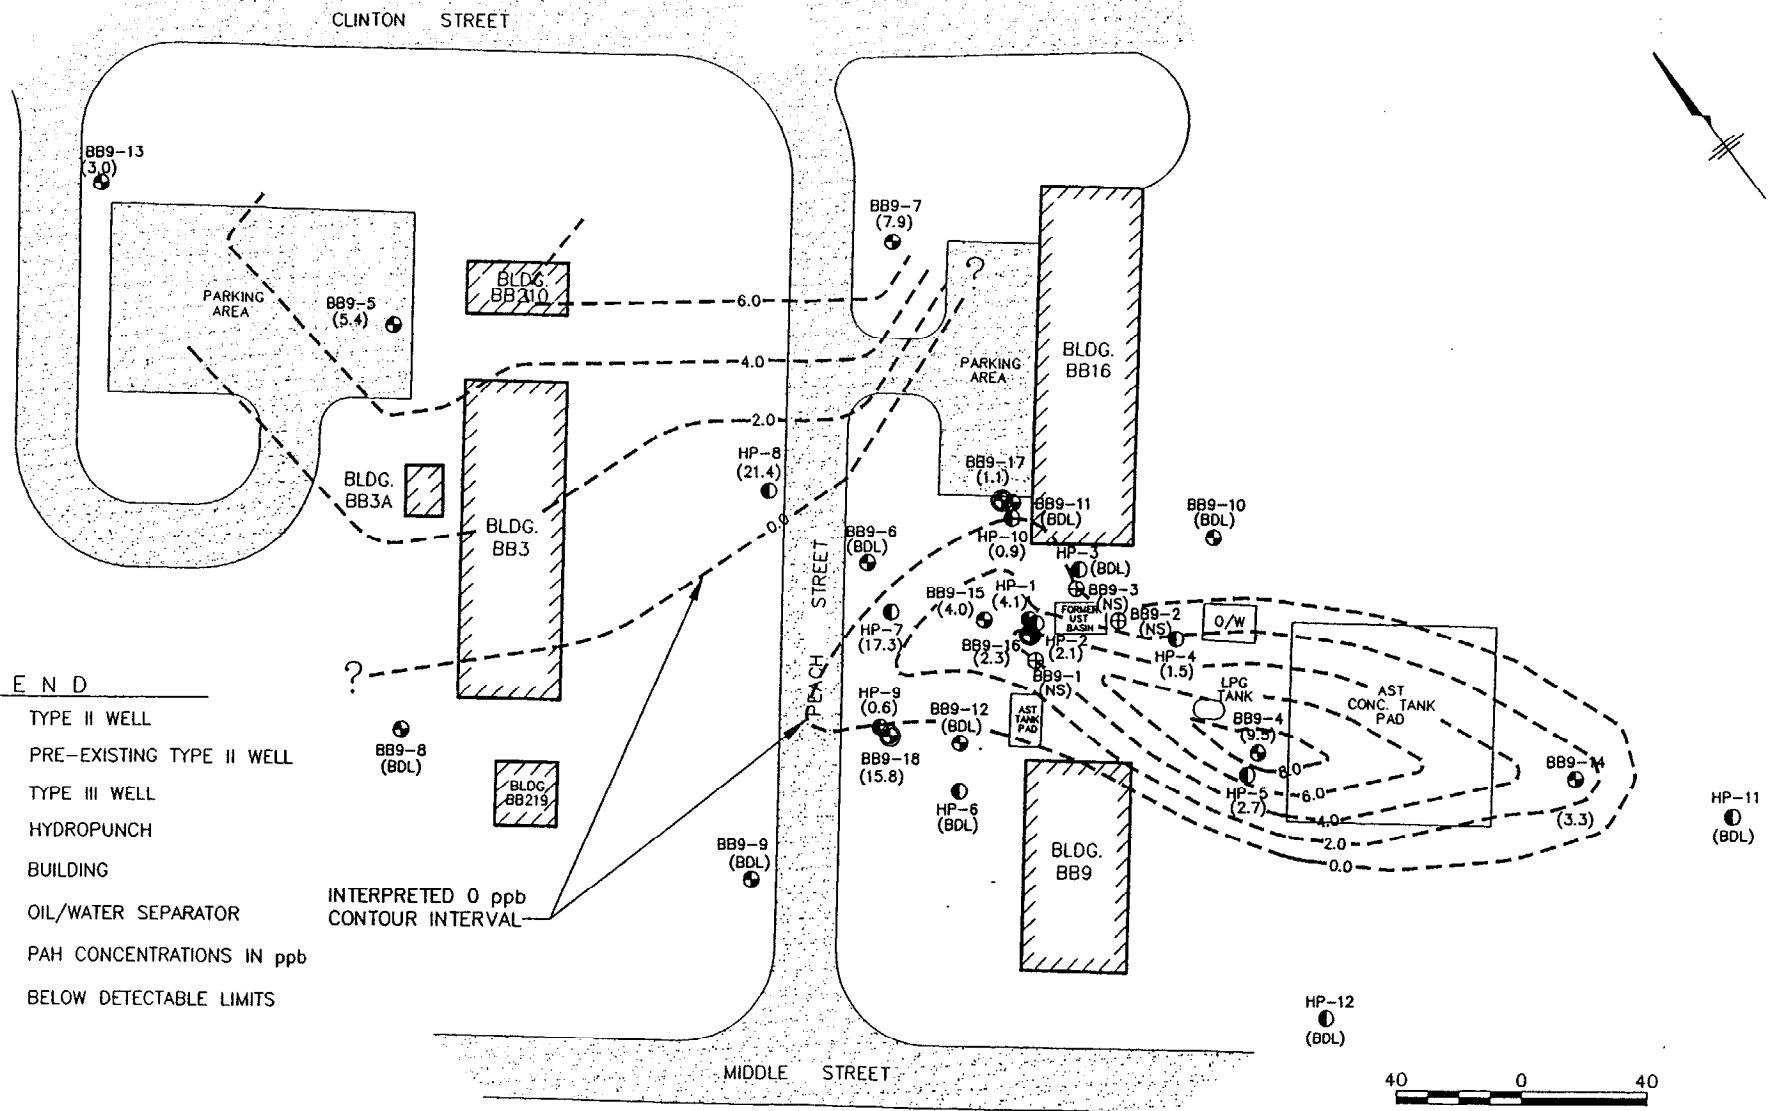 CLINTON STREET
BB9-13
(3.0)
BB9-7
(7.9)
?
BLDG.
BB210
PARKING
AREA
BB9-5
(5.4)
6.0
4.0
2.0
0.0
PARKING
AREA
BLDG.
BB16
HP-8
(21.4)
BLDG.
BB3A
BLDG.
BB3
BB9-17
(1.1)
BB9-11
(BDL)
BB9-10
(BDL)
HP-10
(0.9)
BB9-6
(BDL)
HP-3
(BDL)
BB9-3
(NS)
HP-1
(4.1)
BB9-15
(4.0)
FORMER
UST
BASIN
BB9-2
(NS)
O/W
HP-7
(17.3)
BB9-16
(2.3)
HP-2
(2.1)
HP-4
(1.5)
BB9-1
(NS)
PEACH STREET
?
LPG
TANK
AST
CONC. TANK
PAD
HP-9
(0.6)
BB9-12
(BDL)
AST
TANK
PAD
BB9-4
(9.5)
BB9-18
(15.8)
BB9-8
(BDL)
BLDG
BB219
HP-6
(BDL)
HP-5
(2.7)
8.0
6.0
4.0
2.0
0.0
BB9-14
(3.3)
HP-11
(BDL)
BB9-9
(BDL)
BLDG.
BB9
INTERPRETED 0 ppb
CONTOUR INTERVAL
E N D
TYPE II WELL
PRE-EXISTING TYPE II WELL
TYPE III WELL
HYDROPUNCH
BUILDING
OIL/WATER SEPARATOR
PAH CONCENTRATIONS IN ppb
BELOW DETECTABLE LIMITS
HP-12
(BDL)
MIDDLE STREET
40 0 40